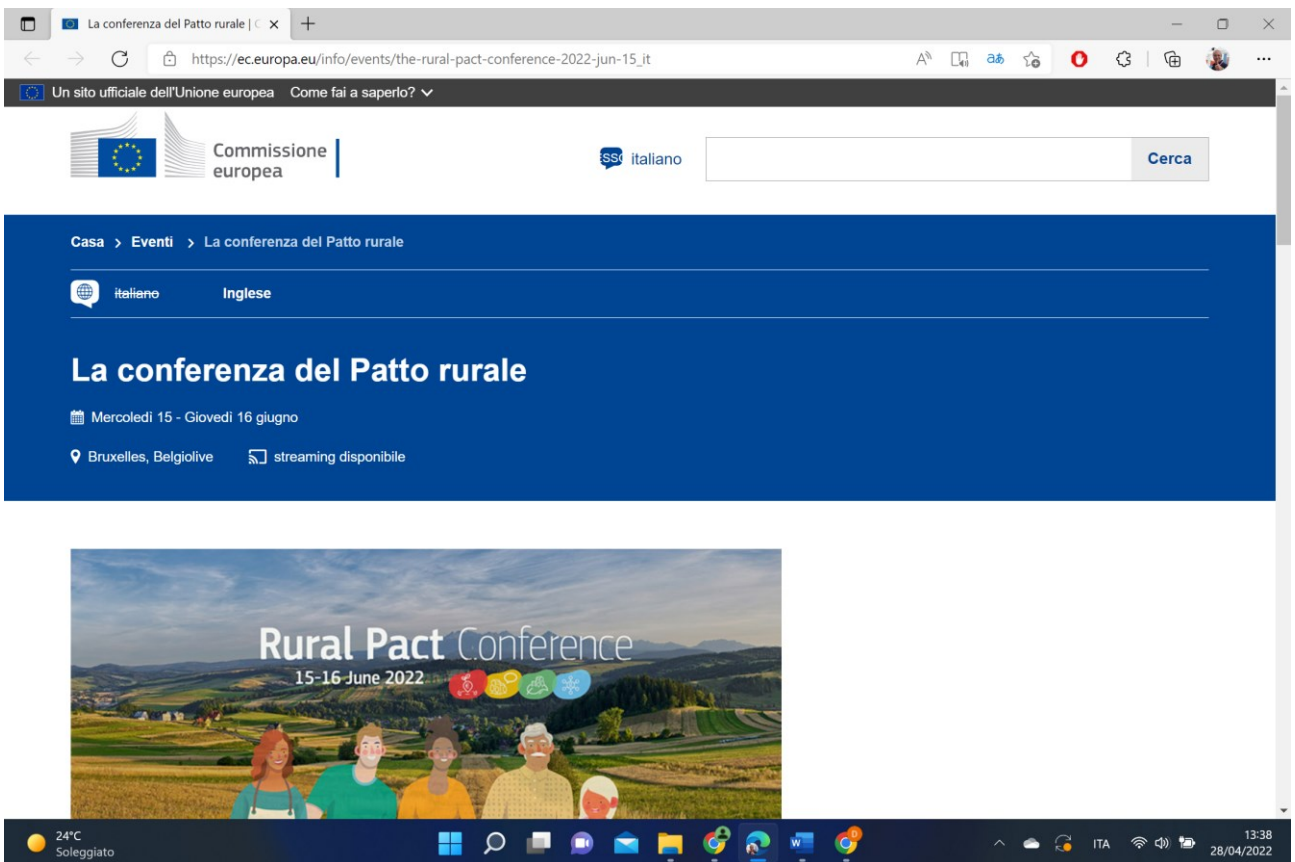 La conferenza del Patto rurale | C
https://ec.europa.eu/info/events/the-rural-pact-conference-2022-jun-15_it
Un sito ufficiale dell'Unione europea Come fai a saperlo?
Commissione
europea
italiano
Cerca
Casa > Eventi > La conferenza del Patto rurale
italiano Inglese
La conferenza del Patto rurale
Mercoledì 15 - Giovedì 16 giugno
Bruxelles, Belgiolive streaming disponibile
Rural Pact Conference
15-16 June 2022
24°C
Soleggiato
ITA
13:38
28/04/2022